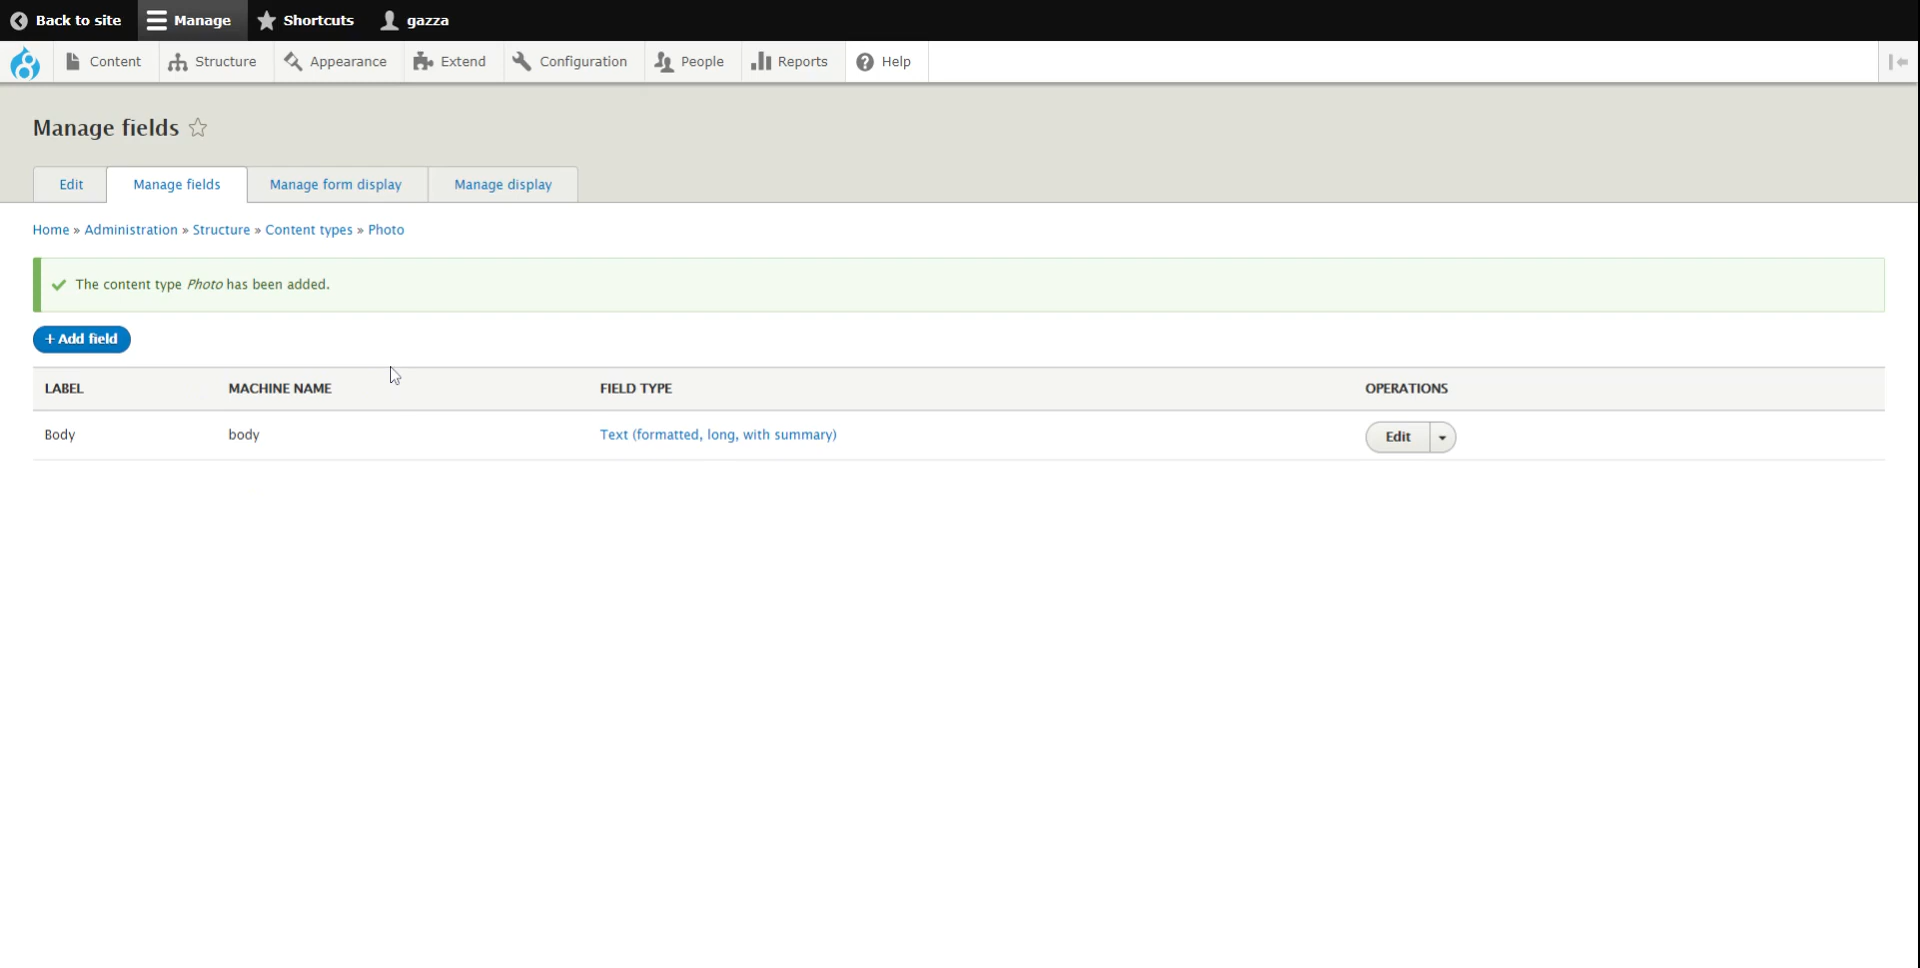 Back to site Manage Shortcuts gazza
Content Structure Appearance Extend Configuration People Reports Help
Manage fields
Edit Manage fields Manage form display Manage display
Home » Administration » Structure » Content types » Photo
The content type Photo has been added.
+ Add field
LABEL MACHINE NAME FIELD TYPE OPERATIONS
Body body Text (formatted, long, with summary) Edit